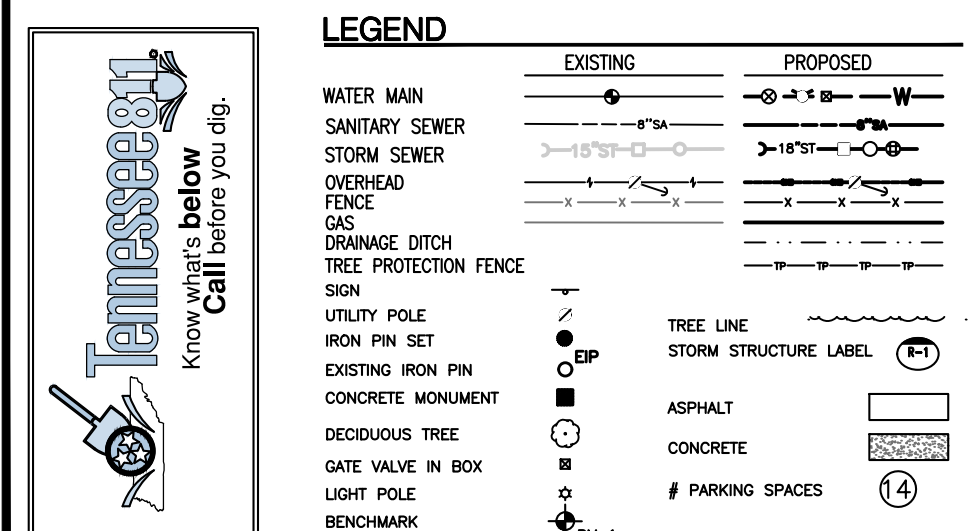 Tennessee811.
Know what's below
Call before you dig.
LEGEND
EXISTING PROPOSED
WATER MAIN W
SANITARY SEWER 8"SA 8"SA
STORM SEWER 15"ST 18"ST
OVERHEAD
FENCE X X X X X X
GAS
DRAINAGE DITCH
TREE PROTECTION FENCE TP TP TP TP
SIGN
UTILITY POLE
IRON PIN SET
EXISTING IRON PIN EIP
CONCRETE MONUMENT
DECIDUOUS TREE
GATE VALVE IN BOX
LIGHT POLE
BENCHMARK
TREE LINE
STORM STRUCTURE LABEL R-1
ASPHALT
CONCRETE
# PARKING SPACES 14